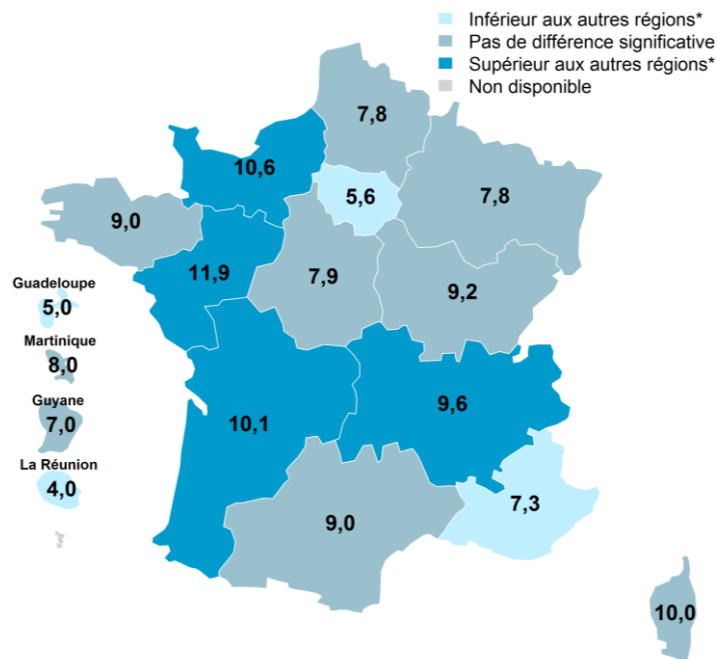 Inférieur aux autres régions*
Pas de différence significative
Supérieur aux autres régions*
Non disponible
7,8
10,6
5,6
7,8
9,0
11,9
7,9
9,2
Guadeloupe
5,0
Martinique
8,0
Guyane
7,0
La Réunion
4,0
10,1
9,6
7,3
9,0
10,0